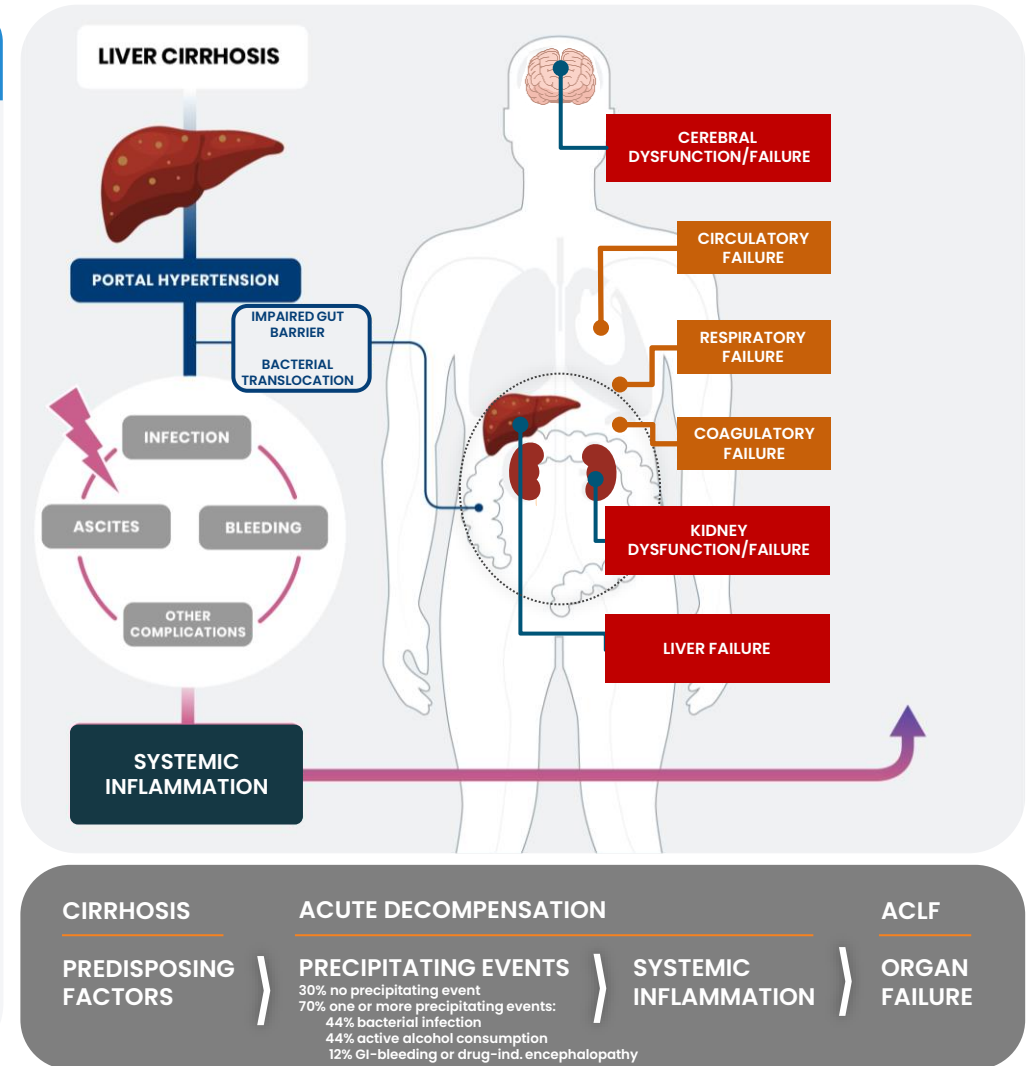 LIVER CIRRHOSIS
PORTAL HYPERTENSION
IMPAIRED GUT
BARRIER
BACTERIAL
TRANSLOCATION
INFECTION
ASCITES
BLEEDING
OTHER
COMPLICATIONS
SYSTEMIC
INFLAMMATION
CEREBRAL
DYSFUNCTION/FAILURE
CIRCULATORY
FAILURE
RESPIRATORY
FAILURE
COAGULATORY
FAILURE
KIDNEY
DYSFUNCTION/FAILURE
LIVER FAILURE
CIRRHOSIS
PREDISPOSING
FACTORS
ACUTE DECOMPENSATION
PRECIPITATING EVENTS
30% no precipitating event
70% one or more precipitating events:
44% bacterial infection
44% active alcohol consumption
12% GI-bleeding or drug-ind. encephalopathy
SYSTEMIC
INFLAMMATION
ACLF
ORGAN
FAILURE